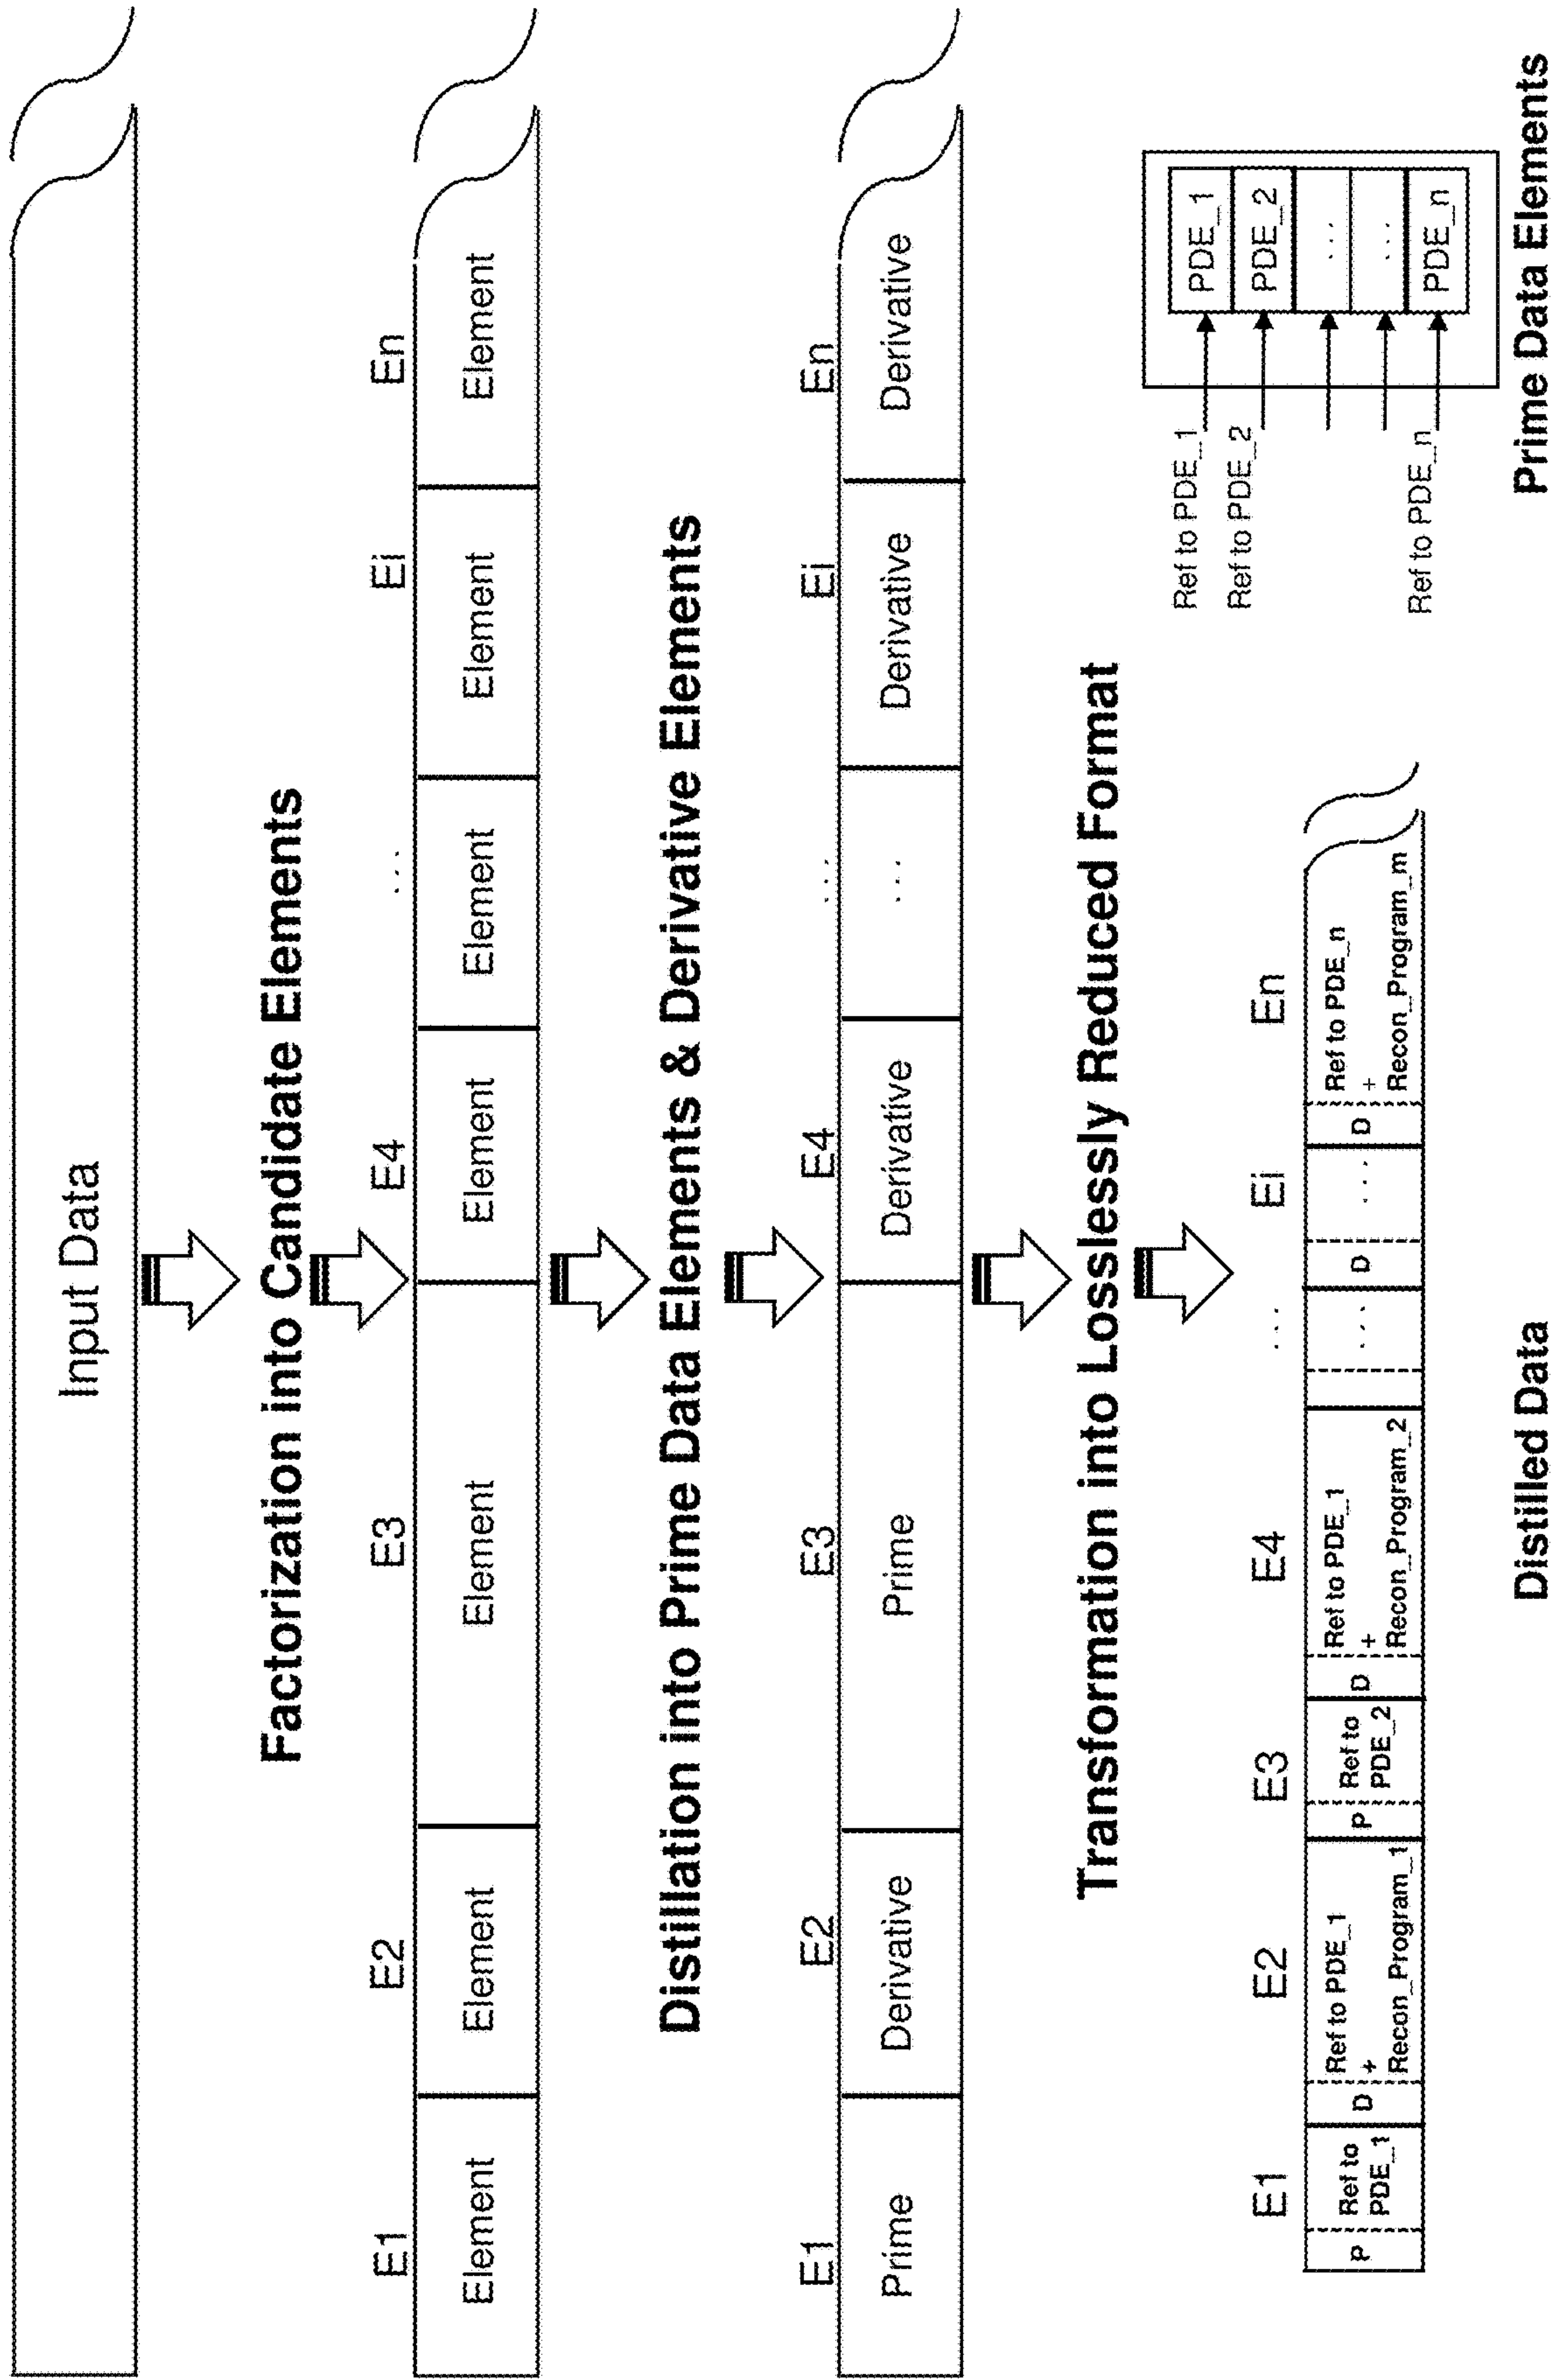 Input Data
Factorization into Candidate Elements
E1 E2 E3 E4 ... Ei En
Element Element Element Element Element Element Element
Distillation into Prime Data Elements & Derivative Elements
E1 E2 E3 E4 ... Ei En
Prime Derivative Prime Derivative ... Derivative Derivative
Transformation into Losslessly Reduced Format
E1 E2 E3 E4 ... Ei En
P
Ref to
PDE_1
D
Ref to PDE_1
+
Recon_Program_1
P
Ref to
PDE_2
D
Ref to PDE_1
+
Recon_Program_2
...
D
...
D
Ref to PDE_n
+
Recon_Program_m
Distilled Data
Ref to PDE_1
PDE_1
Ref to PDE_2
PDE_2
...
...
Ref to PDE_n
PDE_n
Prime Data Elements